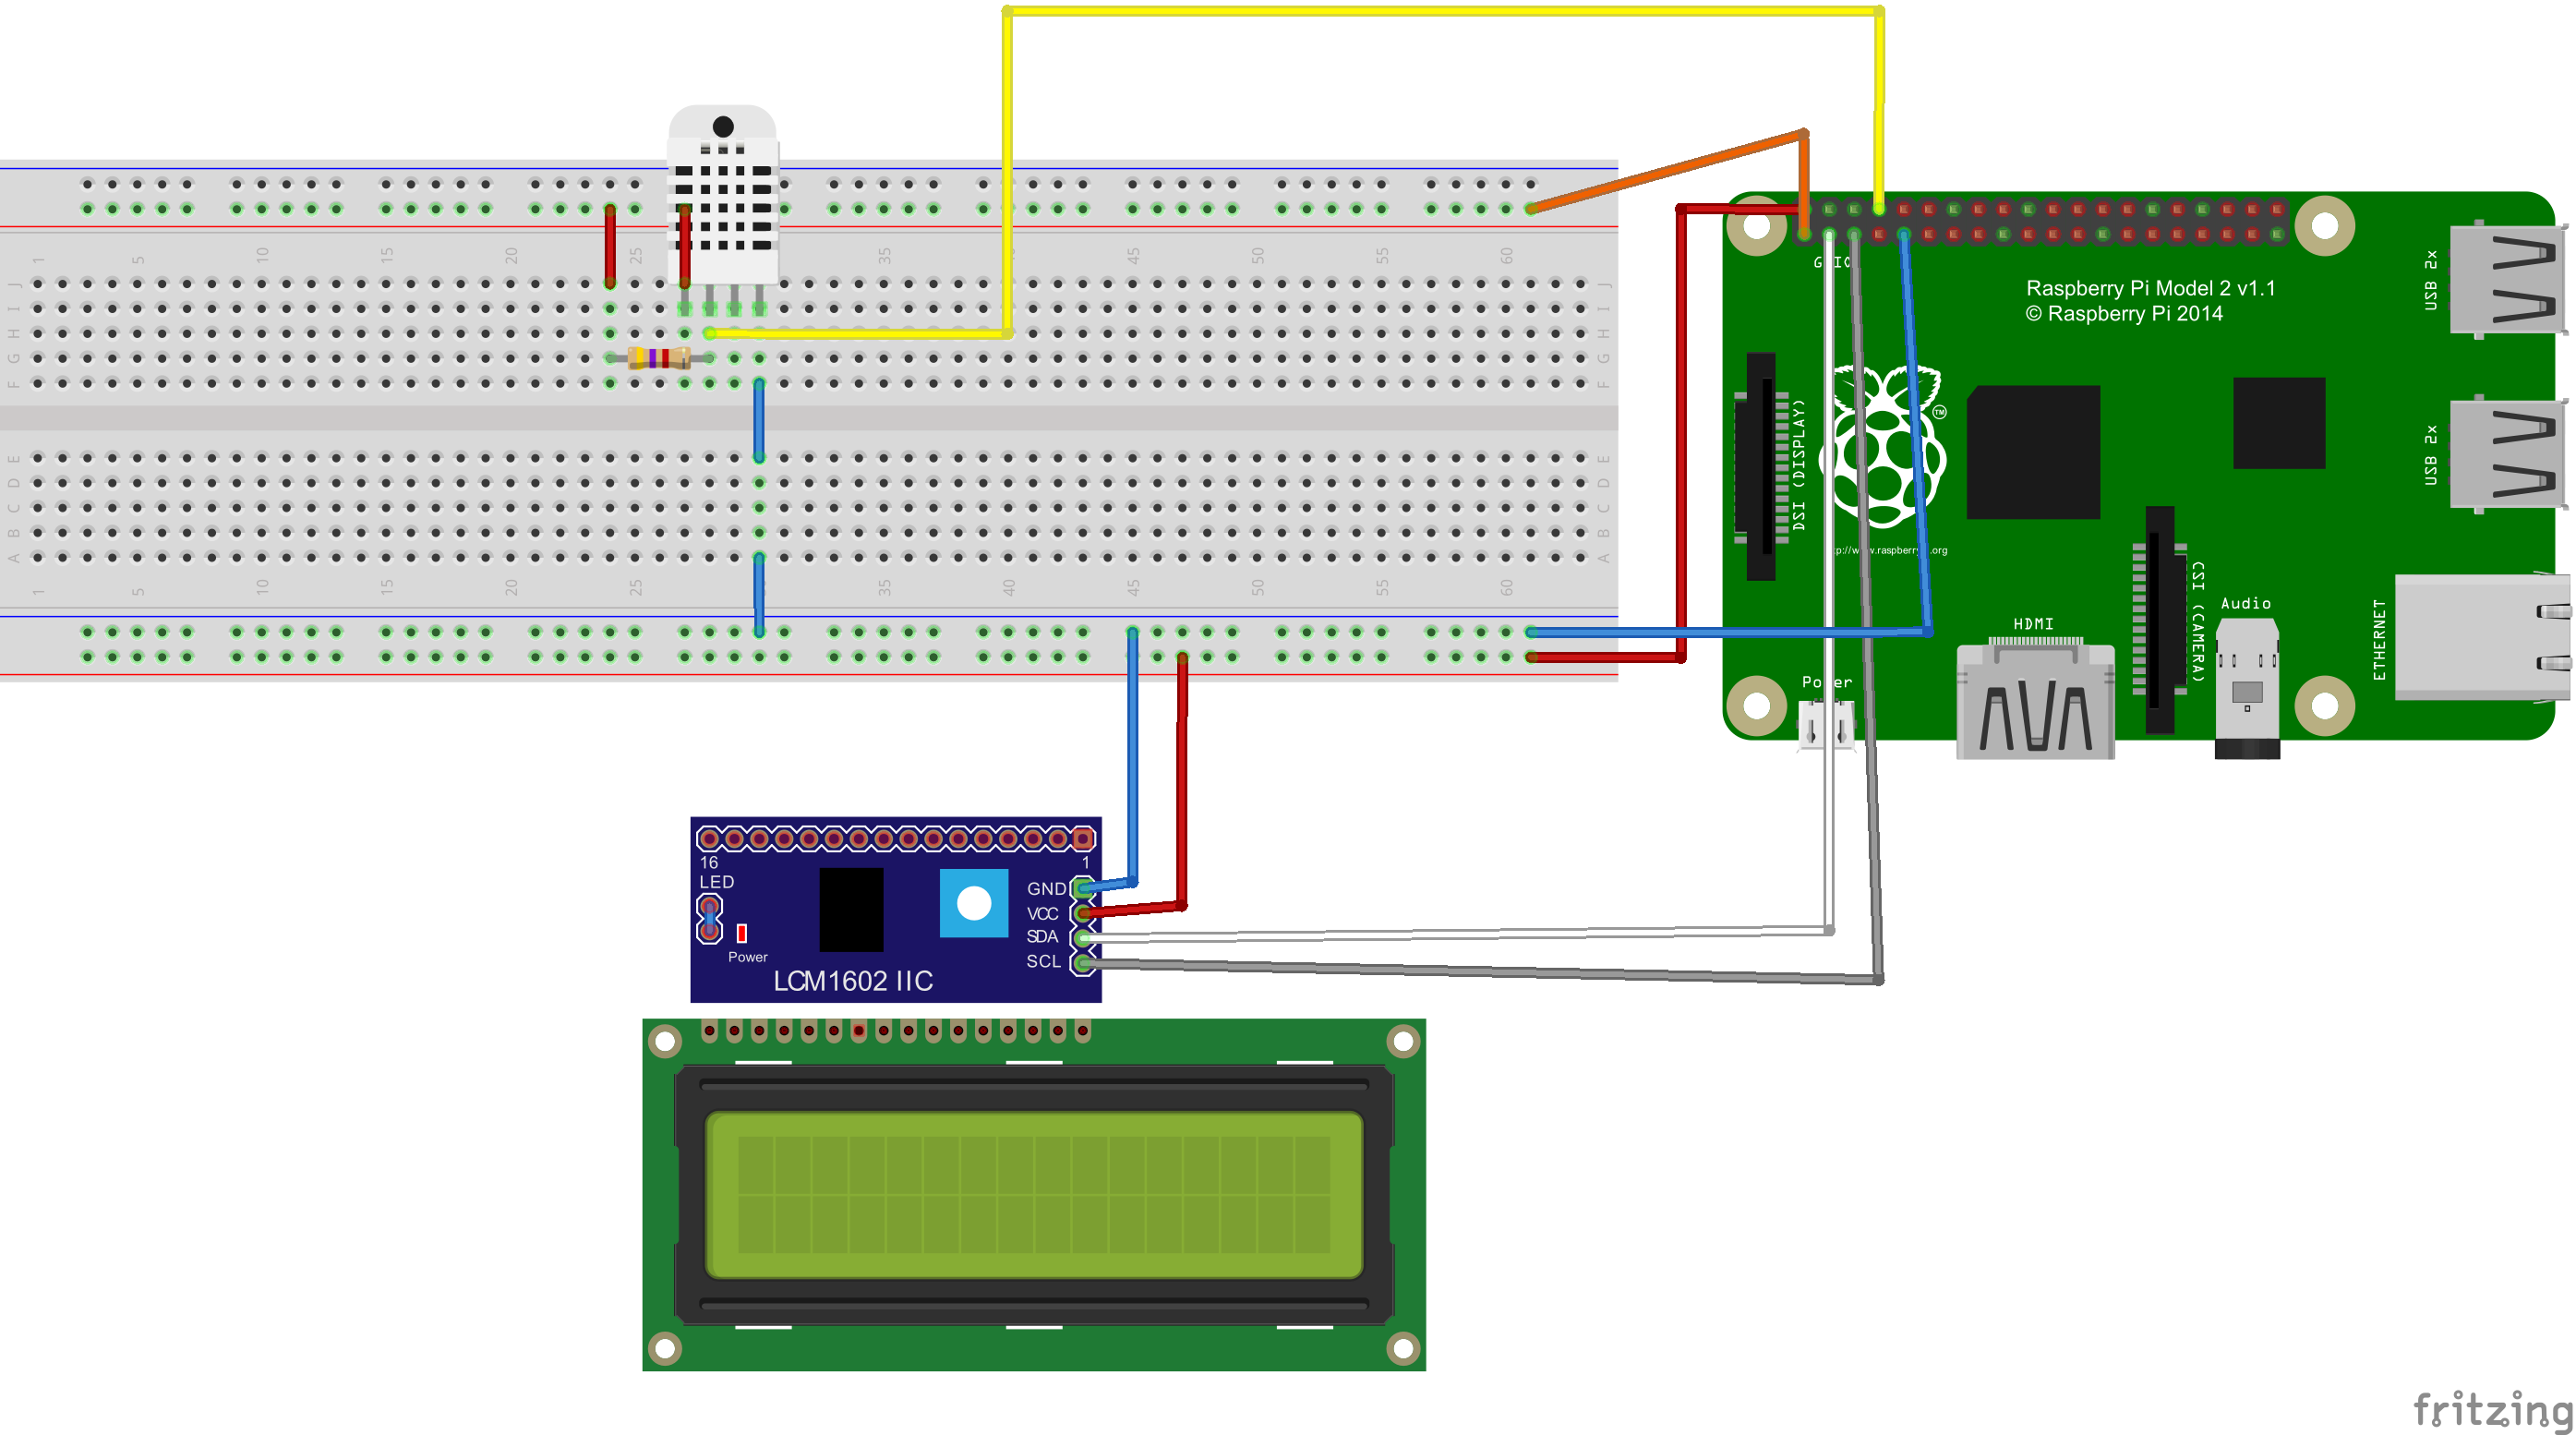 1 5 10 15 20 25 35 45 50 55 60
J J
I I
H H
G G
F F
E E
D D
C C
B B
A A
1 5 10 15 20 25 35 40 45 50 55 60
Raspberry Pi Model 2 v1.1
© Raspberry Pi 2014
USB 2x
USB 2x
DSI (DISPLAY)
TM
CSI (CAMERA)
Audio
ETHERNET
HDMI
16
1
LED
GND
VCC
SDA
SCL
Power
LCM1602 IIC
fritzing